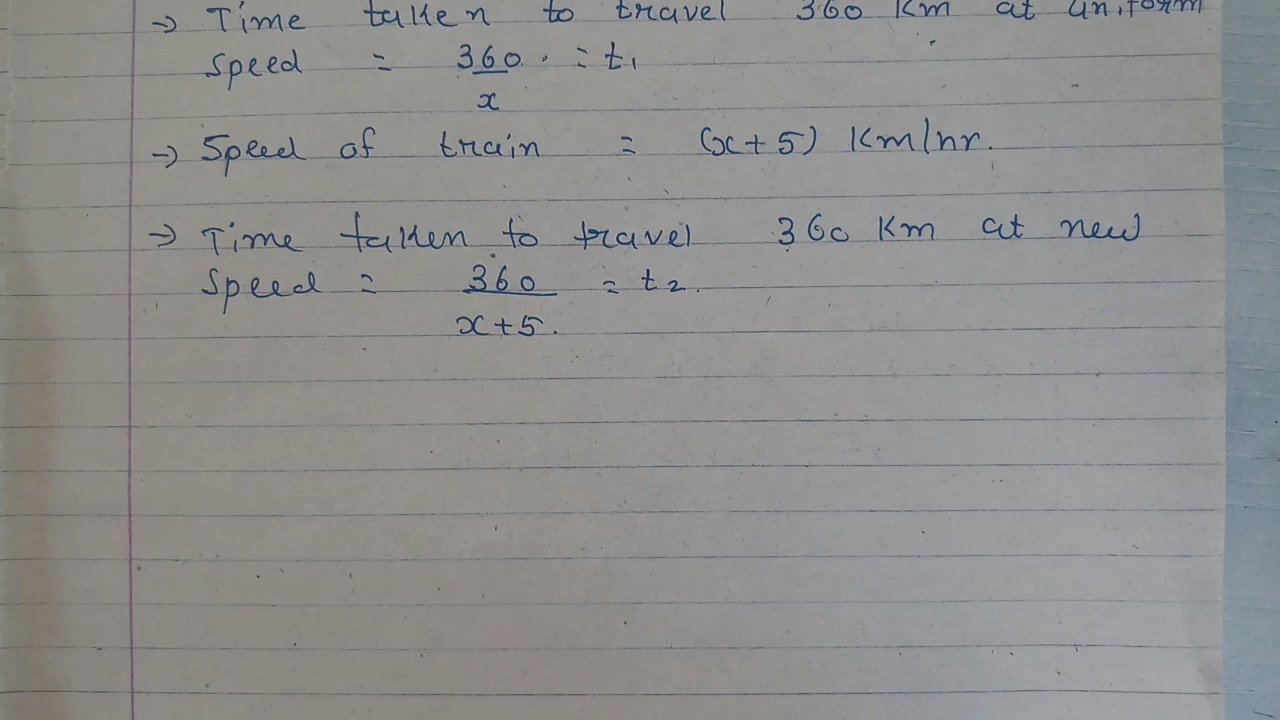 → Time taken to travel 360 Km at uniform
Speed = 360 = t₁
x
→ Speed of train = (x+5) Km/hr.
→ Time taken to travel 360 Km at new
Speed = 360 = t₂.
x+5.